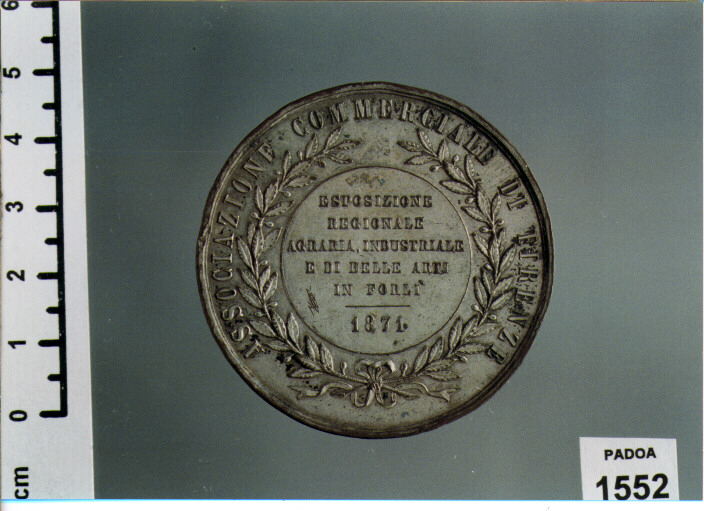 ASSOCIAZIONE COMMERCIALE DI FIRENZE
ESPOSIZIONE
REGIONALE
AGRARIA, INDUSTRIALE
E DI BELLE ARTI
IN FORLÌ
1871.
6
5
4
3
2
1
0
cm
PADOA
1552